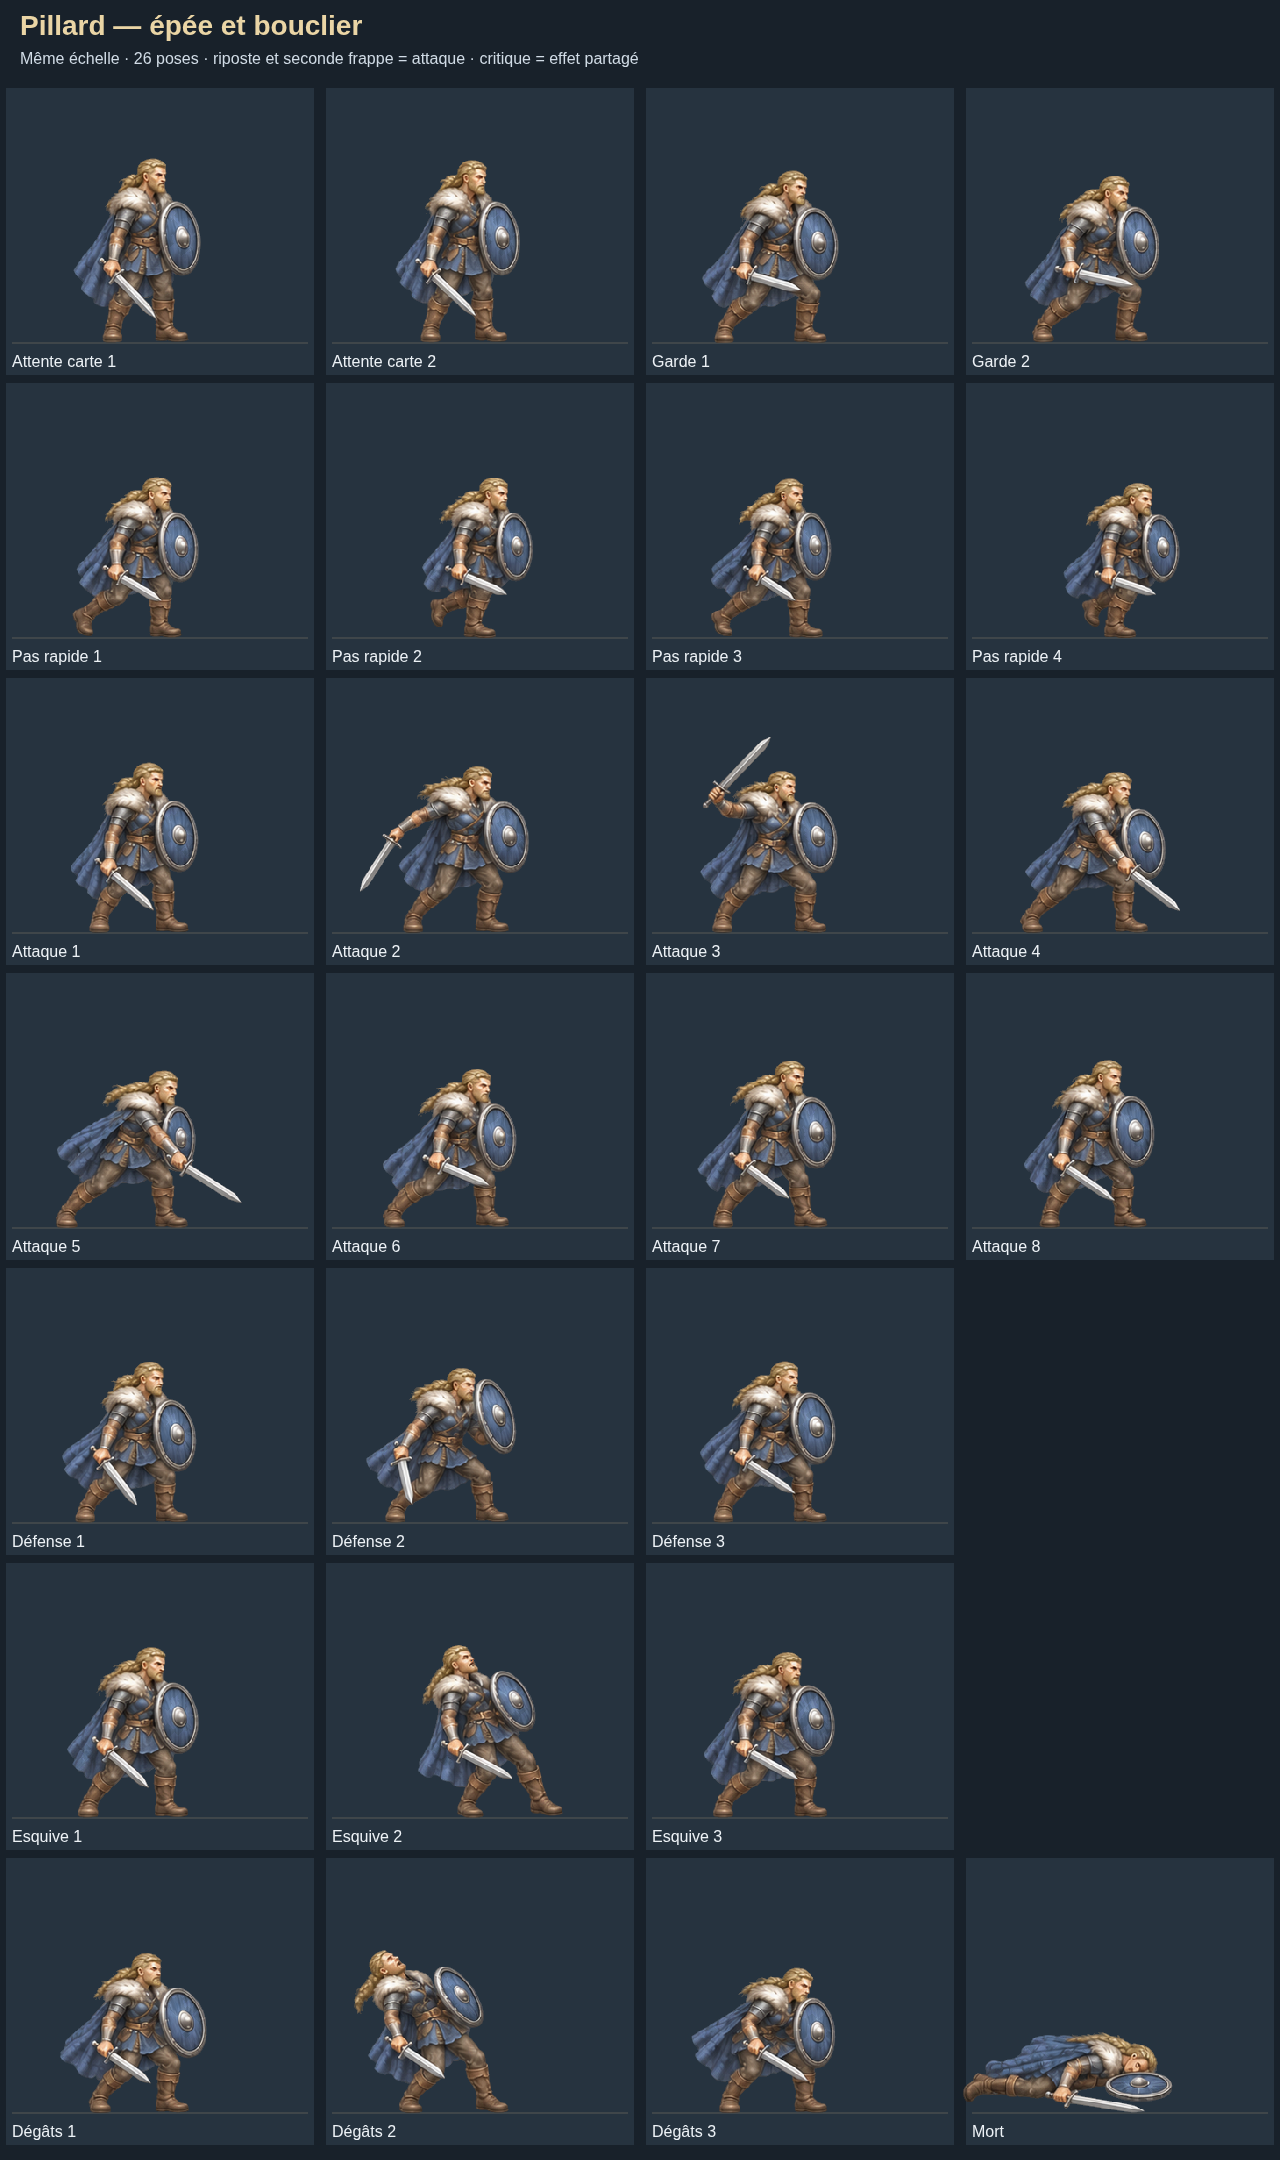 Pillard — épée et bouclier
Même échelle · 26 poses · riposte et seconde frappe = attaque · critique = effet partagé
Attente carte 1
Attente carte 2
Garde 1
Garde 2
Pas rapide 1
Pas rapide 2
Pas rapide 3
Pas rapide 4
Attaque 1
Attaque 2
Attaque 3
Attaque 4
Attaque 5
Attaque 6
Attaque 7
Attaque 8
Défense 1
Défense 2
Défense 3
Esquive 1
Esquive 2
Esquive 3
Dégâts 1
Dégâts 2
Dégâts 3
Mort